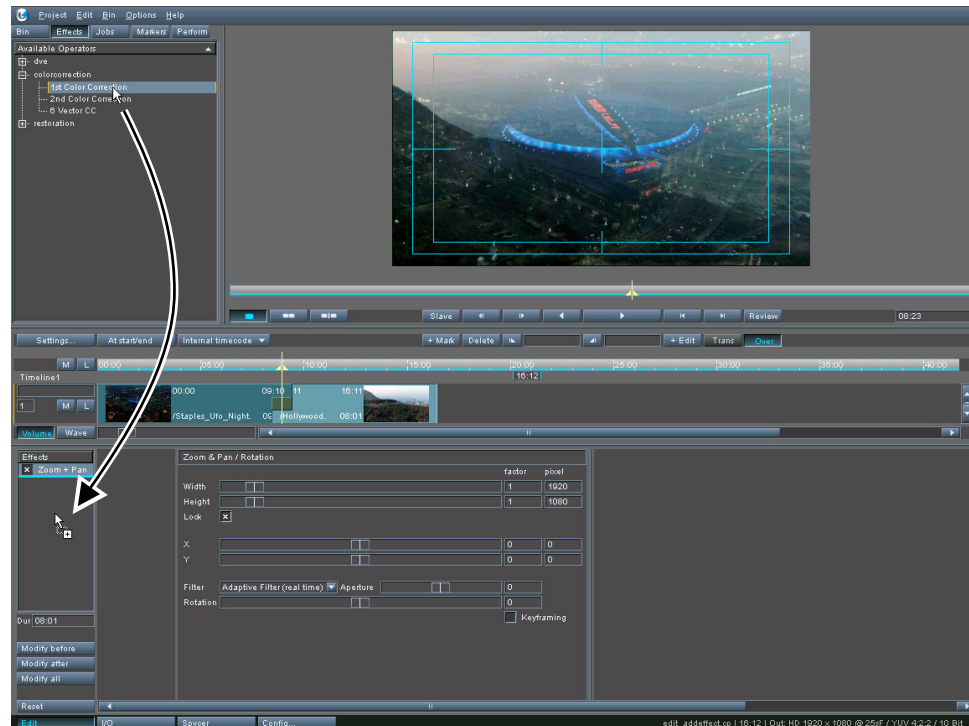 Project Edit Bin Options Help
Bin Effects Jobs Markers Perform
Available Operators
dve
colorcorrection
1st Color Correction
2nd Color Correction
6 Vector CC
restoration
Slave Review 08:23
Settings... At start/end Internal timecode + Mark Delete + Edit Trans Over
M L 00:00 05:00 10:00 15:00 20:00 25:00 30:00 35:00 40:00
Timeline1 16:12
00:00 09:10 11 16:11
1 M L
/Staples_Ufo_Night. 09 /Hollywood. 08:01
Volume Wave
Effects Zoom & Pan / Rotation
Zoom + Pan factor pixel
Width 1 1920
Height 1 1080
Lock
X 0 0
Y 0 0
Filter Adaptive Filter (real time) Aperture 0
Rotation 0
Keyframing
Dur 08:01
Modify before
Modify after
Modify all
Reset
Edit I/O Spycer Config... edit_addeffect.cp | 16:12 | Out: HD 1920 x 1080 @ 25sF / YUV 4:2:2 / 10 Bit